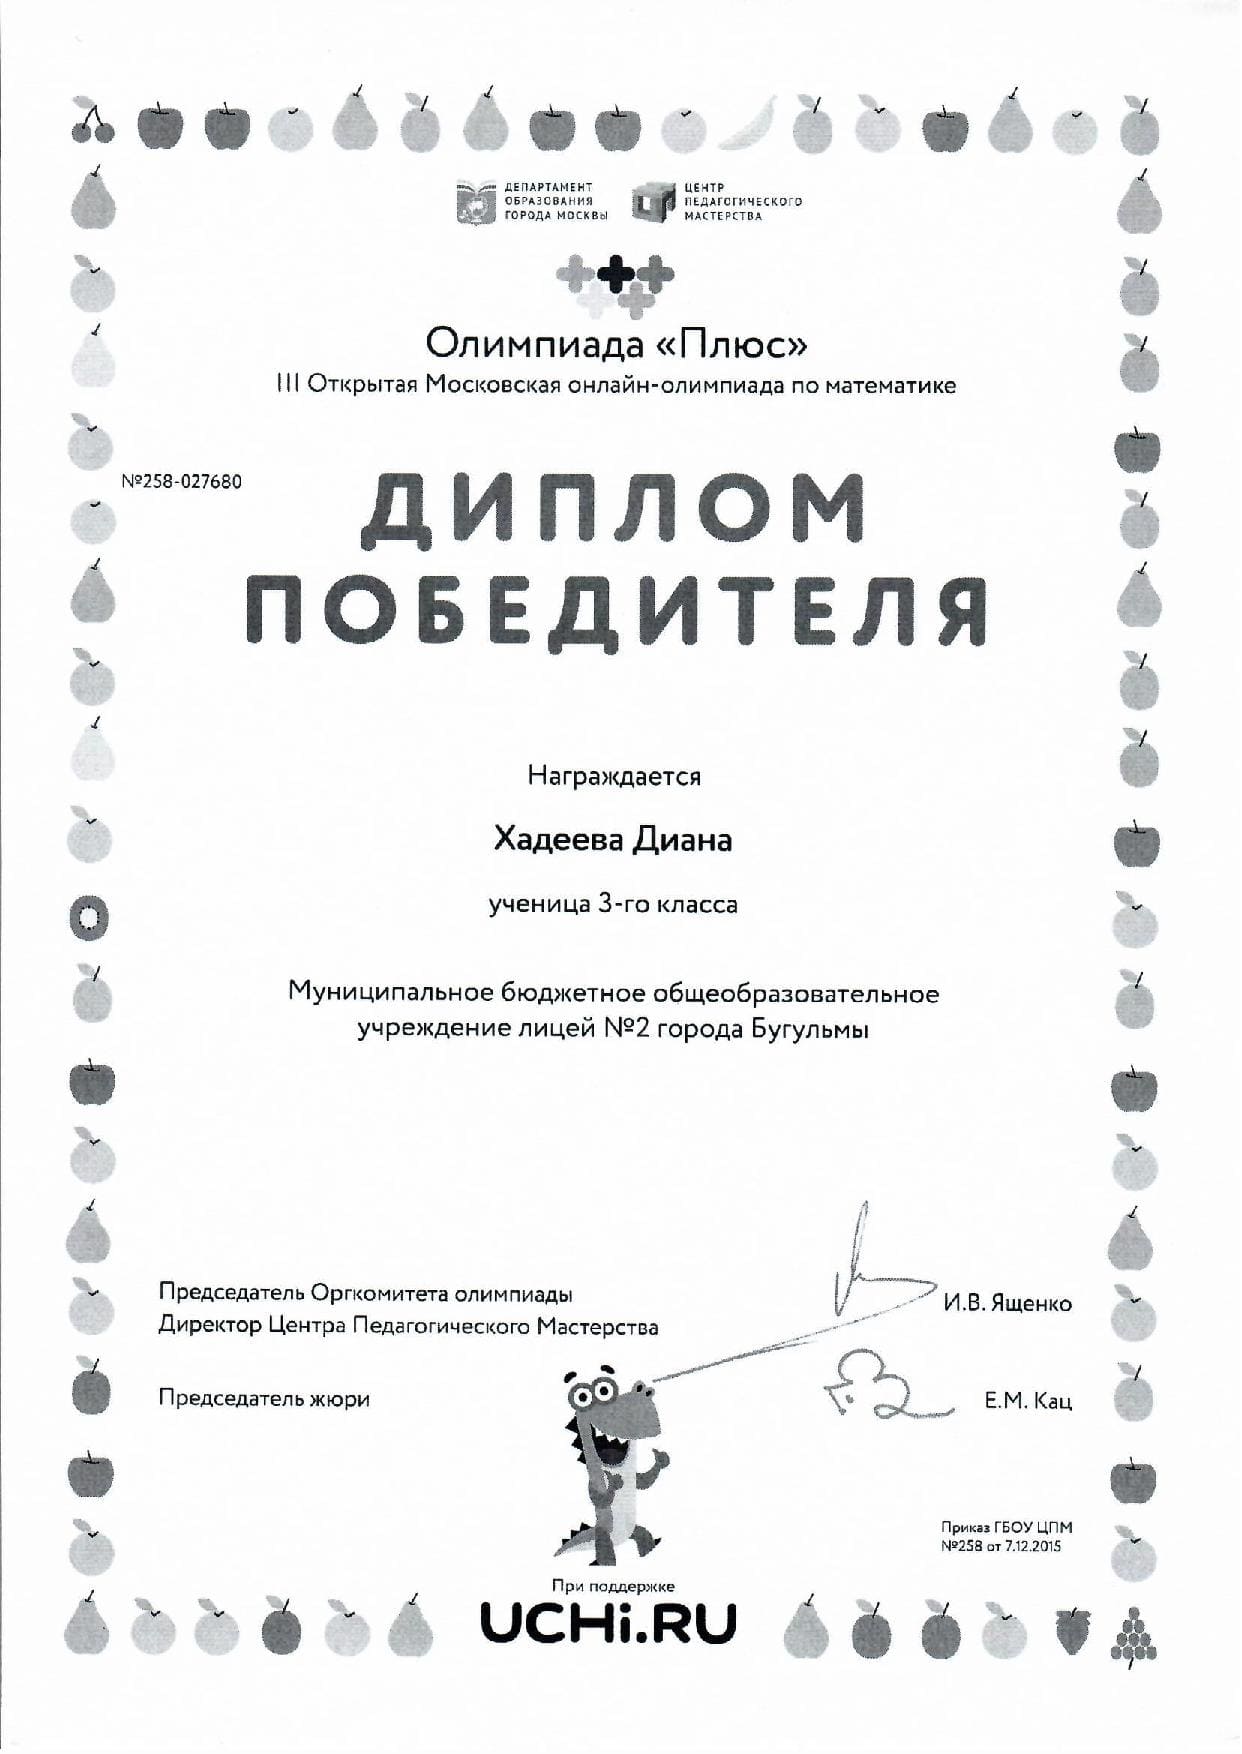 ДЕПАРТАМЕНТ
ОБРАЗОВАНИЯ
ГОРОДА МОСКВЫ
ЦЕНТР
ПЕДАГОГИЧЕСКОГО
МАСТЕРСТВА
Олимпиада «Плюс»
III Открытая Московская онлайн-олимпиада по математике
№258-027680
ДИПЛОМ
ПОБЕДИТЕЛЯ
Награждается
Хадеева Диана
ученица 3-го класса
Муниципальное бюджетное общеобразовательное
учреждение лицей №2 города Бугульмы
Председатель Оргкомитета олимпиады
Директор Центра Педагогического Мастерства
И.В. Ященко
Председатель жюри
Е.М. Кац
Приказ ГБОУ ЦПМ
№258 от 7.12.2015
При поддержке
UCHi.RU